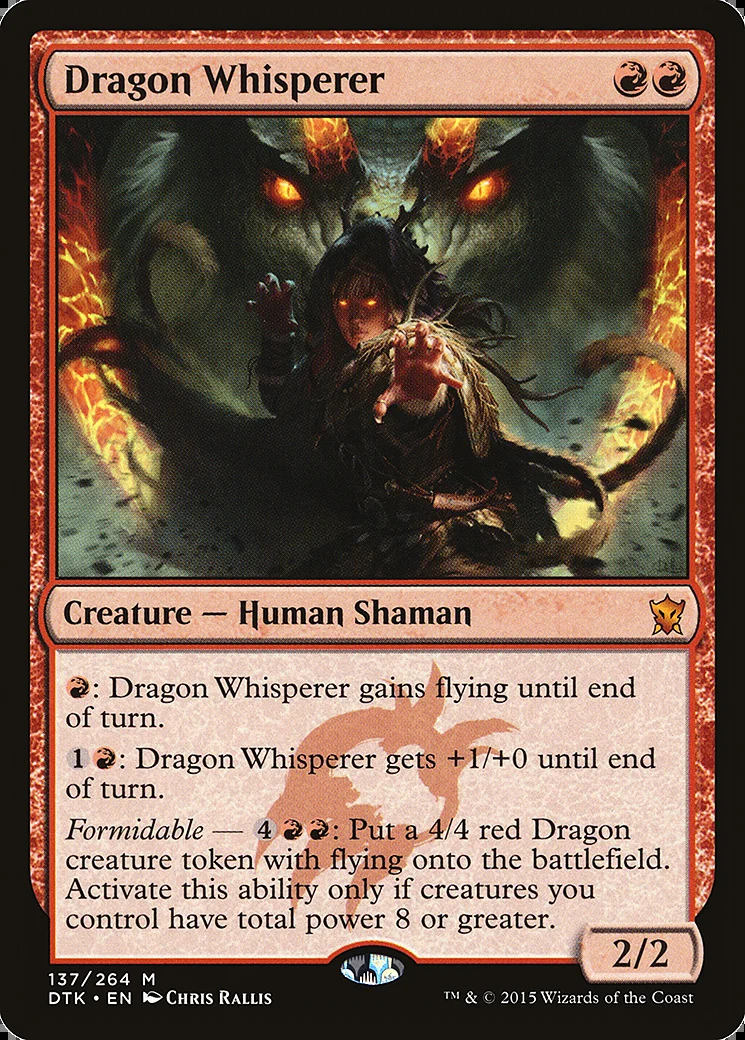 Dragon Whisperer
Creature — Human Shaman
: Dragon Whisperer gains flying until end
of turn.
1 : Dragon Whisperer gets +1/+0 until end
of turn.
Formidable — 4 : Put a 4/4 red Dragon
creature token with flying onto the battlefield.
Activate this ability only if creatures you
control have total power 8 or greater.
2/2
137/264 M
DTK • EN Chris Rallis
™ & © 2015 Wizards of the Coast